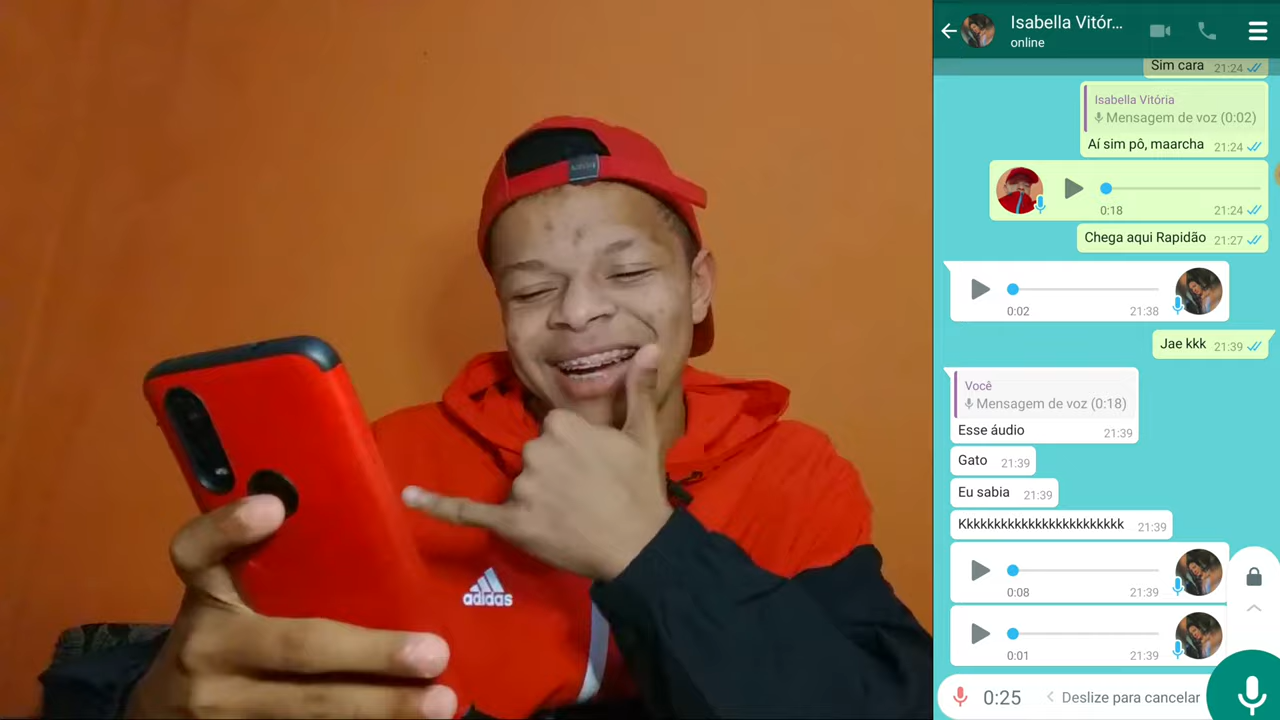 Isabella Vitór...
online
Sim cara 21:24
Isabella Vitória
Mensagem de voz (0:02)
Aí sim pô, maarcha 21:24
0:18 21:24
Chega aqui Rapidão 21:27
0:02 21:38
Jae kkk 21:39
Você
Mensagem de voz (0:18)
Esse áudio 21:39
Gato 21:39
Eu sabia 21:39
Kkkkkkkkkkkkkkkkkkkkkkkk 21:39
0:08 21:39
0:01 21:39
0:25 Deslize para cancelar
adidas